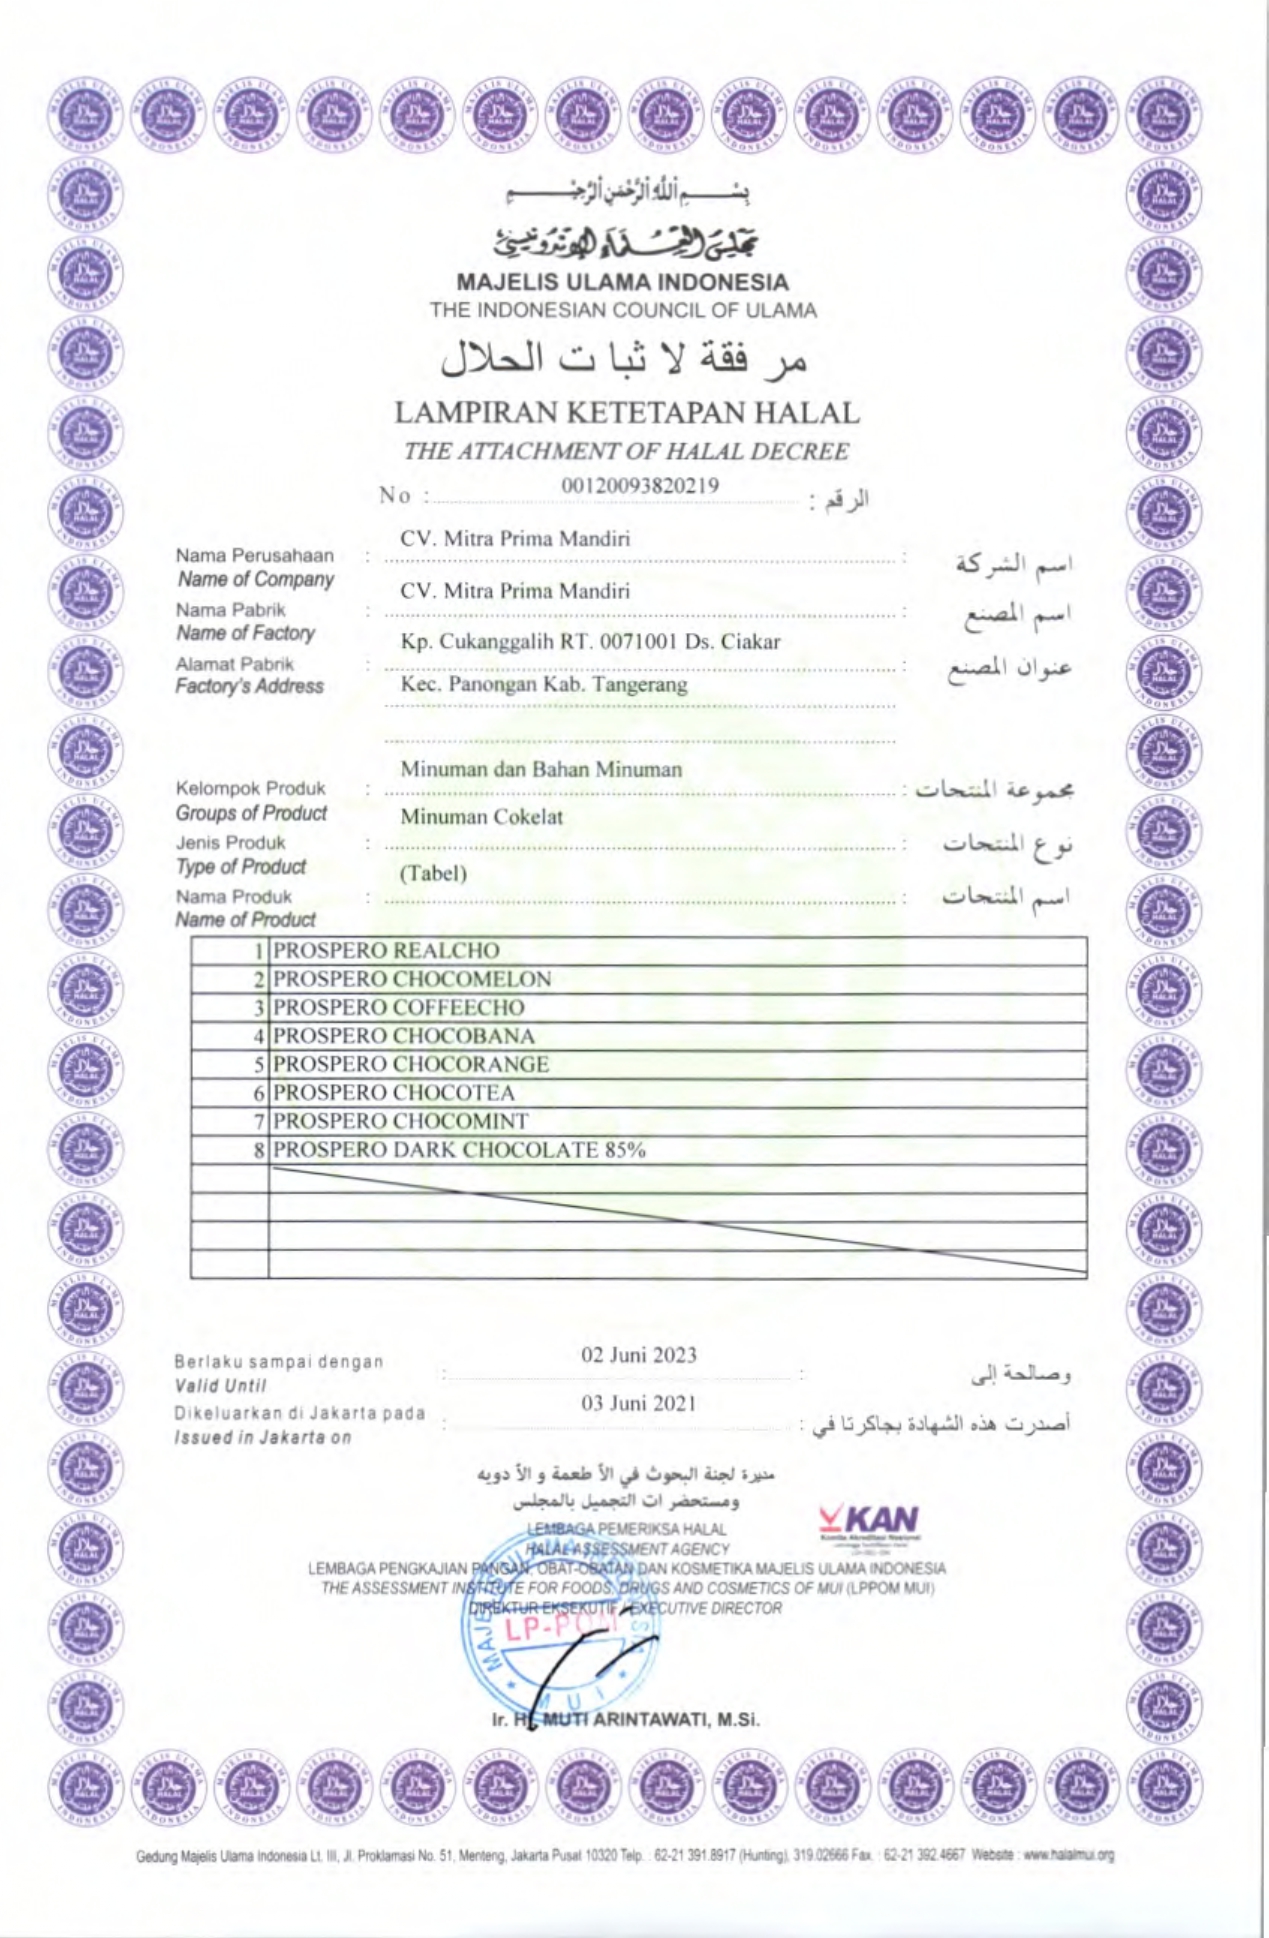 بِسْمِ اللهِ الرَّحْمٰنِ الرَّحِيْمِ
مجلس العلماء الإندونيسي
MAJELIS ULAMA INDONESIA
THE INDONESIAN COUNCIL OF ULAMA
مر فقة لا ثبا ت الحلال
LAMPIRAN KETETAPAN HALAL
THE ATTACHMENT OF HALAL DECREE
No : 00120093820219 الرقم :
Nama Perusahaan : CV. Mitra Prima Mandiri : اسم الشركة
Name of Company
Nama Pabrik : CV. Mitra Prima Mandiri : اسم المصنع
Name of Factory
Alamat Pabrik : Kp. Cukanggalih RT. 0071001 Ds. Ciakar : عنوان المصنع
Factory's Address Kec. Panongan Kab. Tangerang
Kelompok Produk : Minuman dan Bahan Minuman : مجموعة المنتجات
Groups of Product
Jenis Produk : Minuman Cokelat : نوع المنتجات
Type of Product
Nama Produk : (Tabel) : اسم المنتجات
Name of Product
1 PROSPERO REALCHO
2 PROSPERO CHOCOMELON
3 PROSPERO COFFEECHO
4 PROSPERO CHOCOBANA
5 PROSPERO CHOCORANGE
6 PROSPERO CHOCOTEA
7 PROSPERO CHOCOMINT
8 PROSPERO DARK CHOCOLATE 85%
Berlaku sampai dengan : 02 Juni 2023 : وصالحة إلى
Valid Until
Dikeluarkan di Jakarta pada : 03 Juni 2021 : أصدرت هذه الشهادة بجاكرتا في
Issued in Jakarta on
مديرة لجنة البحوث في الأ طعمة و الأ دويه
ومستحضر ات التجميل بالمجلس
LEMBAGA PEMERIKSA HALAL
HALAL ASSESSMENT AGENCY
KAN
Komite Akreditasi Nasional
LEMBAGA PENGKAJIAN PANGAN, OBAT-OBATAN DAN KOSMETIKA MAJELIS ULAMA INDONESIA
THE ASSESSMENT INSTITUTE FOR FOODS, DRUGS AND COSMETICS OF MUI (LPPOM MUI)
DIREKTUR EKSEKUTIF / EXECUTIVE DIRECTOR
LP-POM
MUI
Ir. Hj. MUTI ARINTAWATI, M.Si.
Gedung Majelis Ulama Indonesia Lt. III, Jl. Proklamasi No. 51, Menteng, Jakarta Pusat 10320 Telp. : 62-21 391.8917 (Hunting), 319.02666 Fax. : 62-21 392.4667 Website : www.halalmui.org